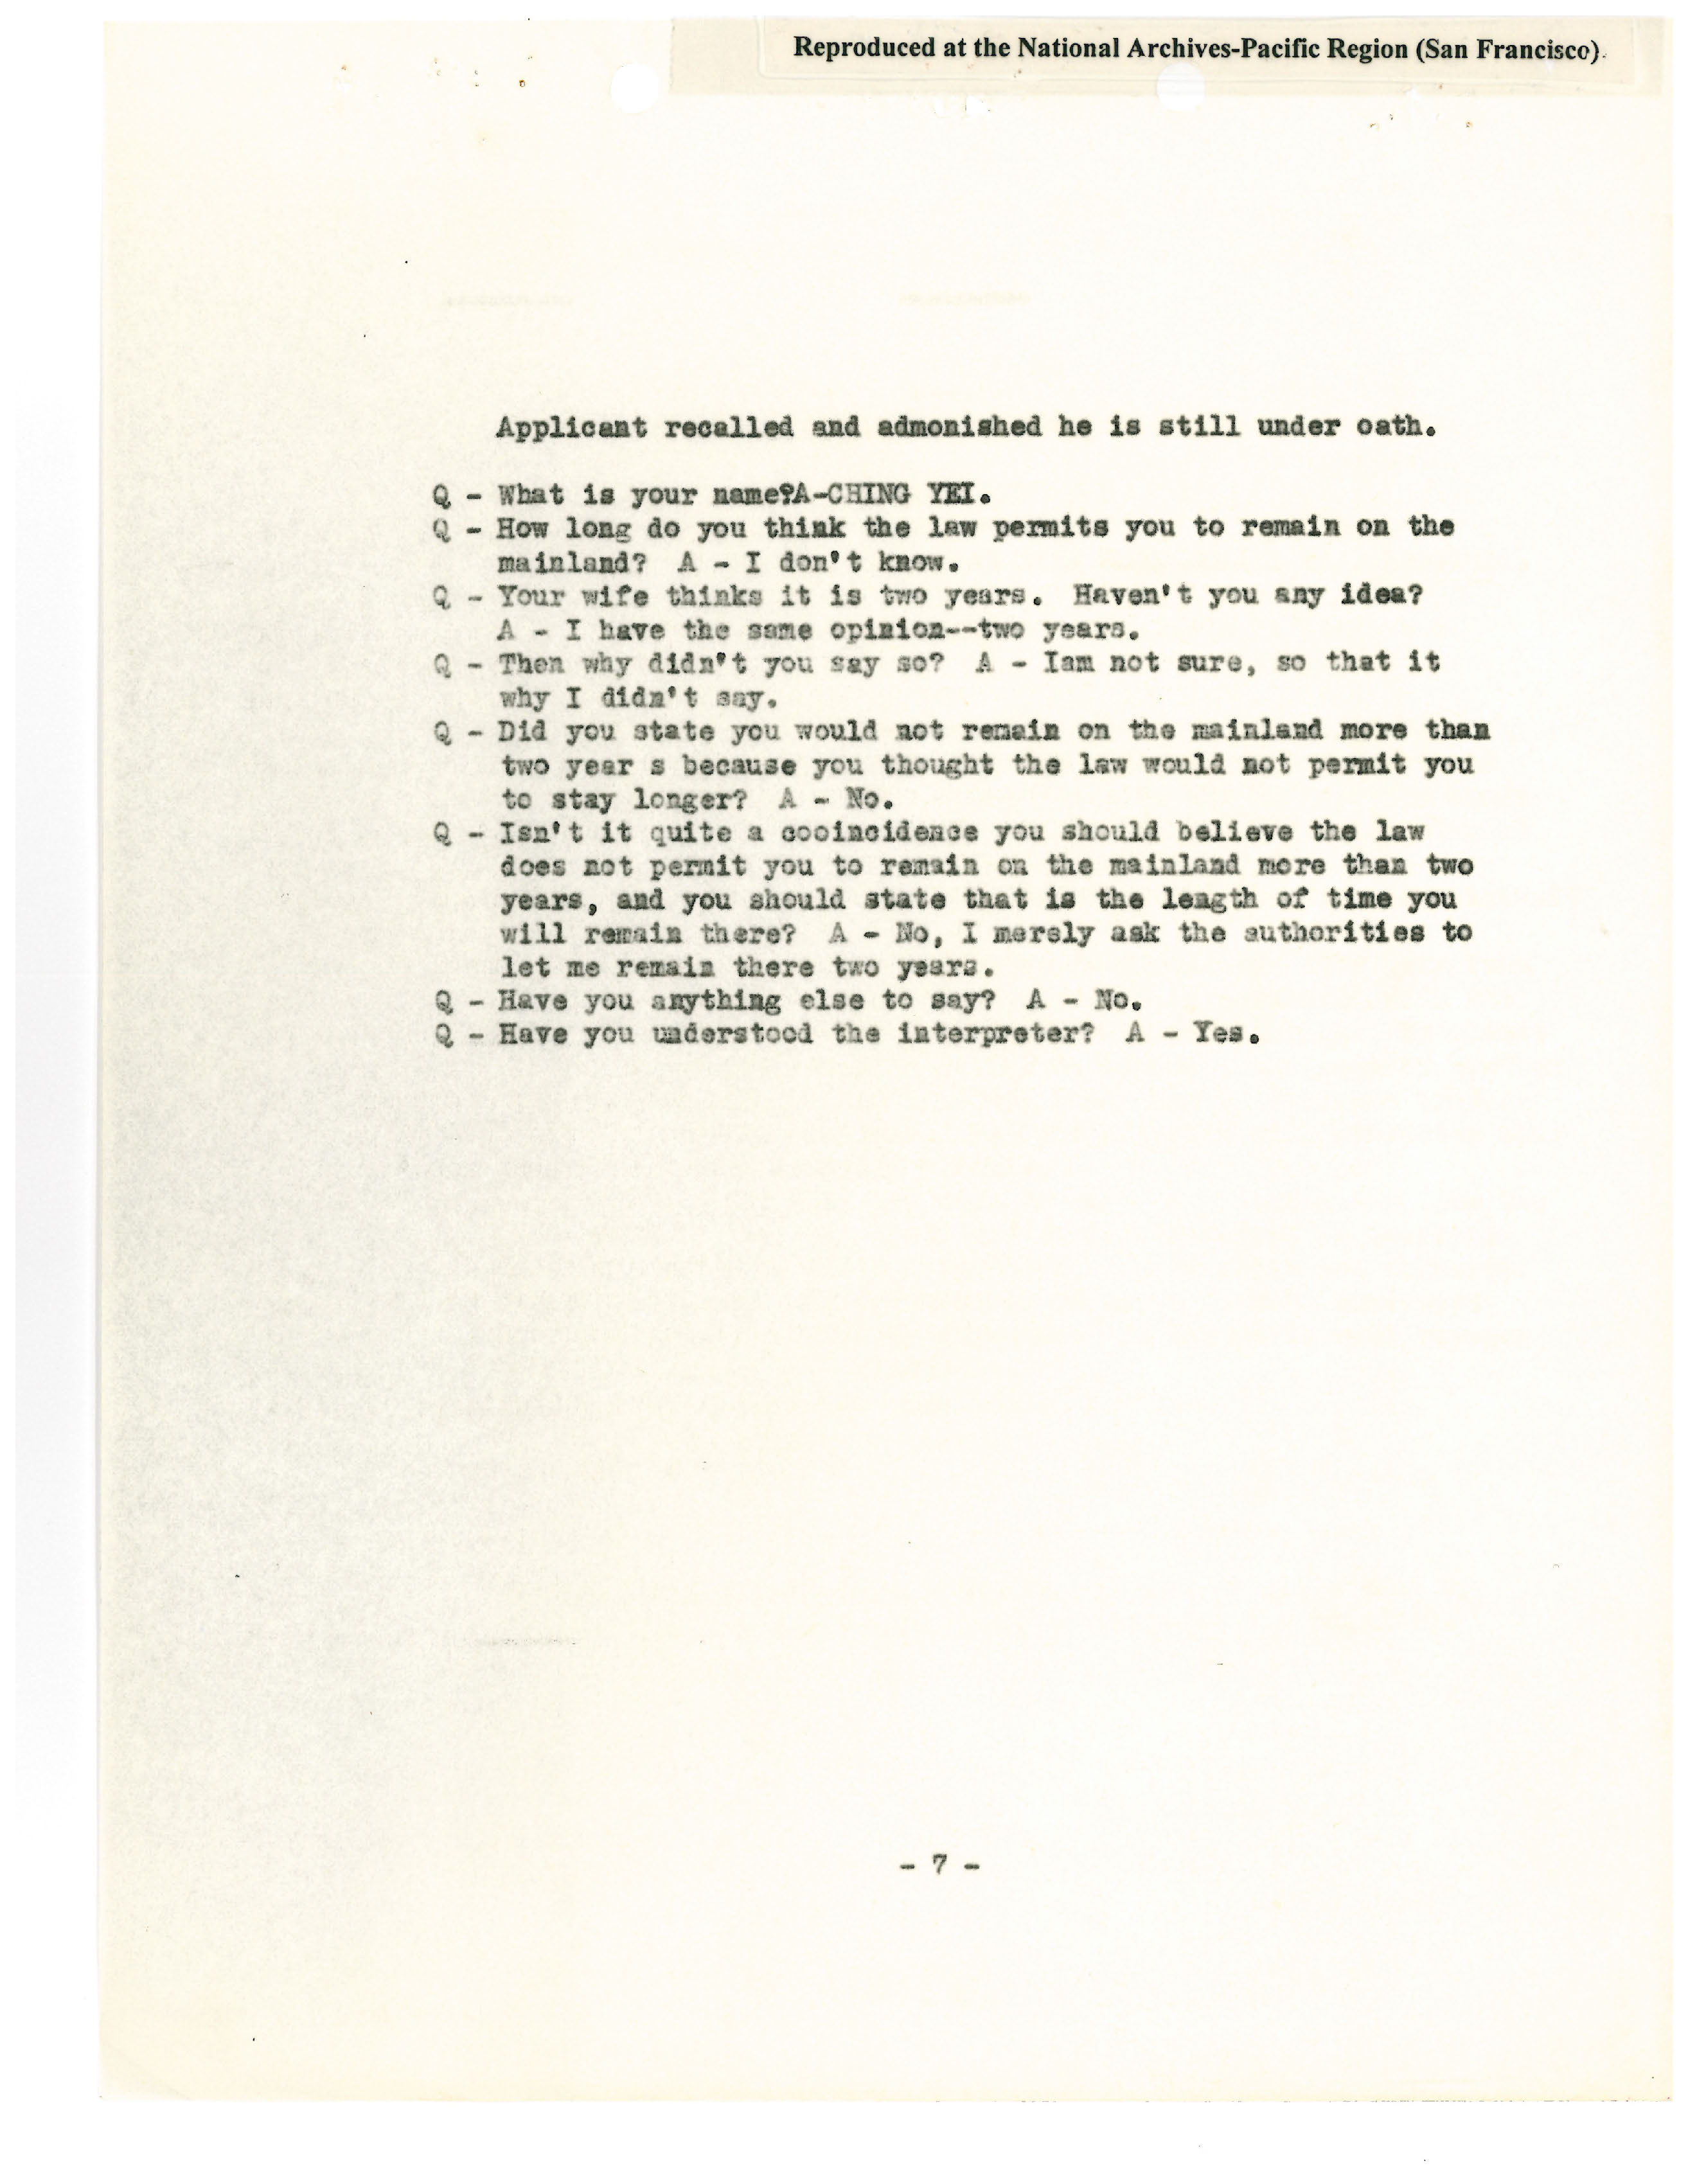 Reproduced at the National Archives-Pacific Region (San Francisco).
Applicant recalled and admonished he is still under oath.
Q - What is your name?A-CHING YEI.
Q - How long do you think the law permits you to remain on the
mainland? A - I don't know.
Q - Your wife thinks it is two years. Haven't you any idea?
A - I have the same opinion--two years.
Q - Then why didn't you say so? A - Iam not sure, so that it
why I didn't say.
Q - Did you state you would not remain on the mainland more than
two year s because you thought the law would not permit you
to stay longer? A - No.
Q - Isn't it quite a cooincidence you should believe the law
does not permit you to remain on the mainland more than two
years, and you should state that is the length of time you
will remain there? A - No, I merely ask the authorities to
let me remain there two years.
Q - Have you anything else to say? A - No.
Q - Have you understood the interpreter? A - Yes.
- 7 -